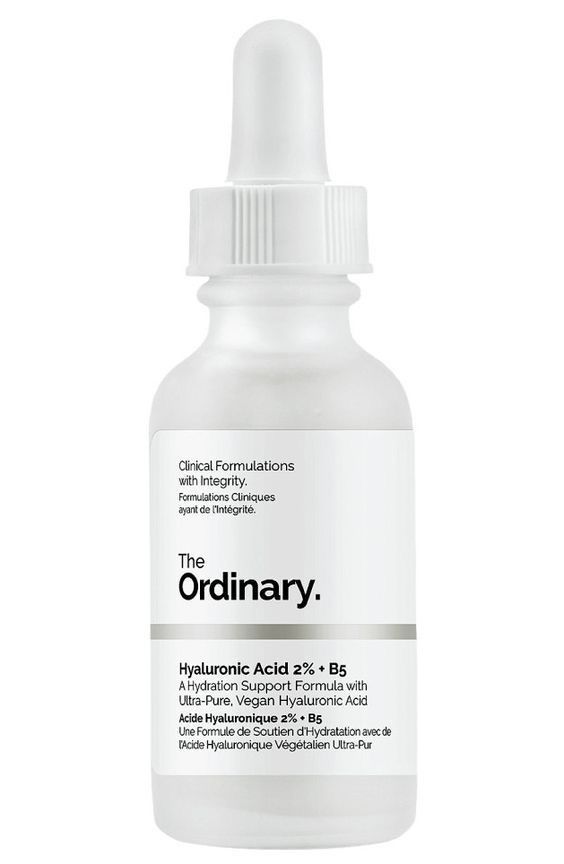 Clinical Formulations
with Integrity.
Formulations Cliniques
ayant de l'Intégrité.
The
Ordinary.
Hyaluronic Acid 2% + B5
A Hydration Support Formula with
Ultra-Pure, Vegan Hyaluronic Acid
Acide Hyaluronique 2% + B5
Une Formule de Soutien d'Hydratation avec de
l'Acide Hyaluronique Végétalien Ultra-Pur